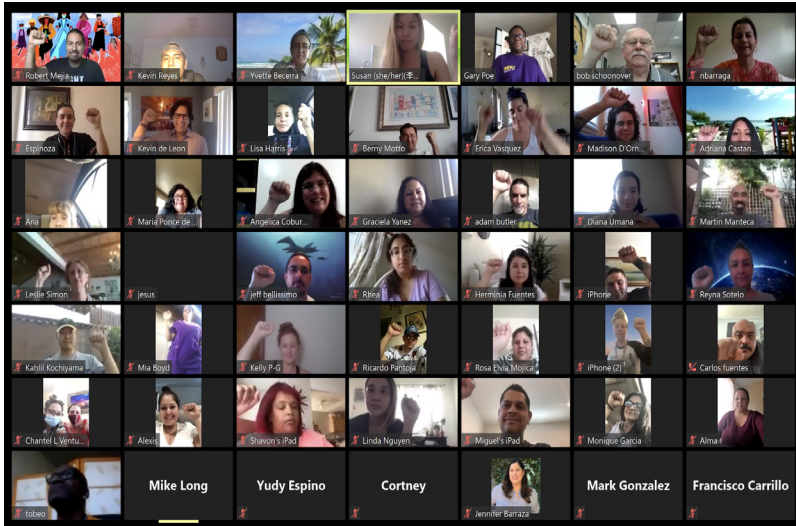 Robert Mejia
Kevin Reyes
Yvette Becerra
Susan (she/her)(李...
Gary Poe
bob schoonover
nbarraga
Espinoza
Kevin de Leon
Lisa Harris
Berny Motto
Erica Vasquez
Madison D'Orn...
Adriana Castan...
Ana
Maria Ponce de...
Angelica Cobur...
Graciela Yanez
adam butler
Diana Umana
Martin Manteca
Leslie Simon
jesus
jeff bellissimo
Rtiea
Herminia Fuentes
iPhone
Reyna Sotelo
Kahlil Kochiyama
Mia Boyd
Kelly P-G
Ricardo Pantoja
Rosa Elvia Mojica
iPhone (2)
Carlos fuentes
Chantel L Ventu...
Alexis
Shavon's iPad
Linda Nguyen
Miguel's iPad
Monique Garcia
Alma
tobeo
Mike Long
Yudy Espino
Cortney
Jennifer Barraza
Mark Gonzalez
Francisco Carrillo